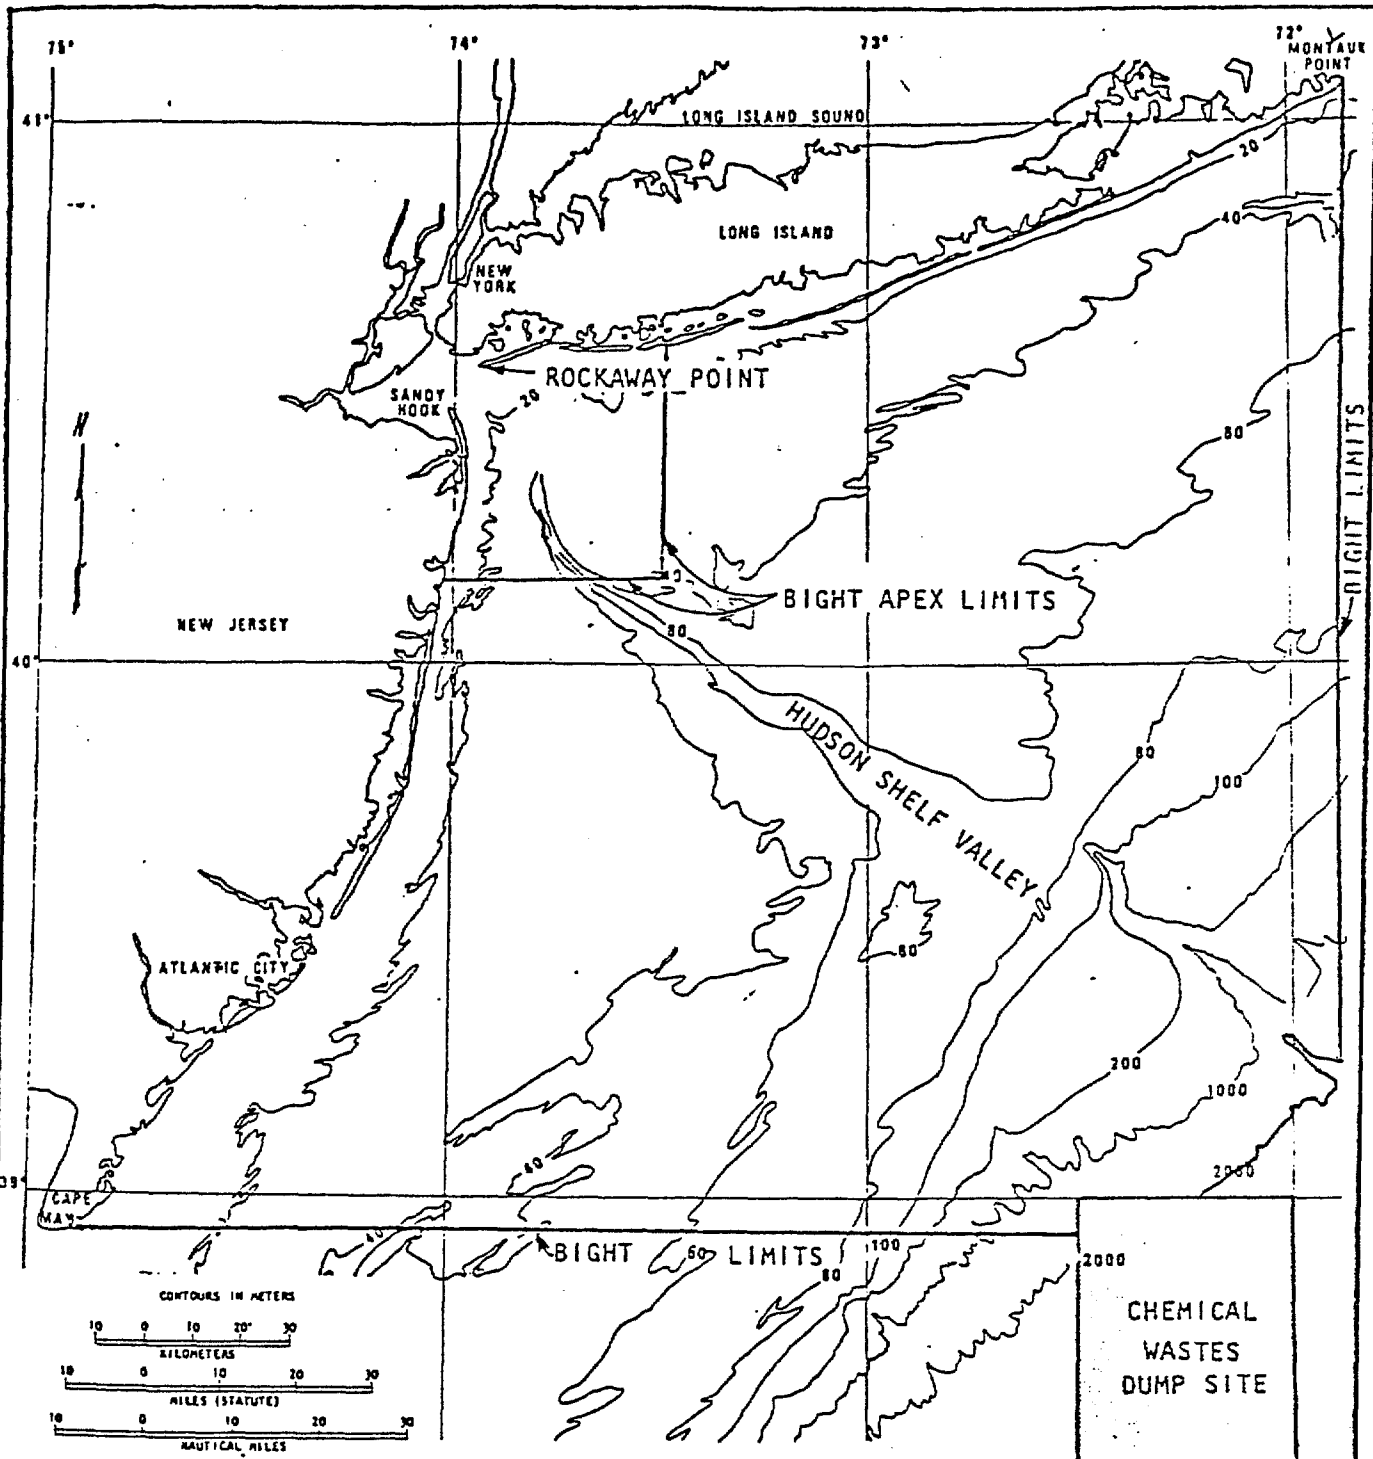 75°
74°
73°
72°
MONTAUK
POINT
41°
LONG ISLAND SOUND
20
LONG ISLAND
40
NEW
YORK
ROCKAWAY POINT
SANDY
HOOK
20
N
60
BIGHT LIMITS
BIGHT APEX LIMITS
20
NEW JERSEY
80
40°
HUDSON SHELF VALLEY
80
100
60
ATLANTIC CITY
200
1000
2000
40
39°
CAPE
MAY
40
BIGHT LIMITS
60
100
80
2000
CONTOURS IN METERS
10 0 10 20 30
KILOMETERS
10 0 10 20 30
MILES (STATUTE)
10 0 10 20 30
NAUTICAL MILES
CHEMICAL
WASTES
DUMP SITE